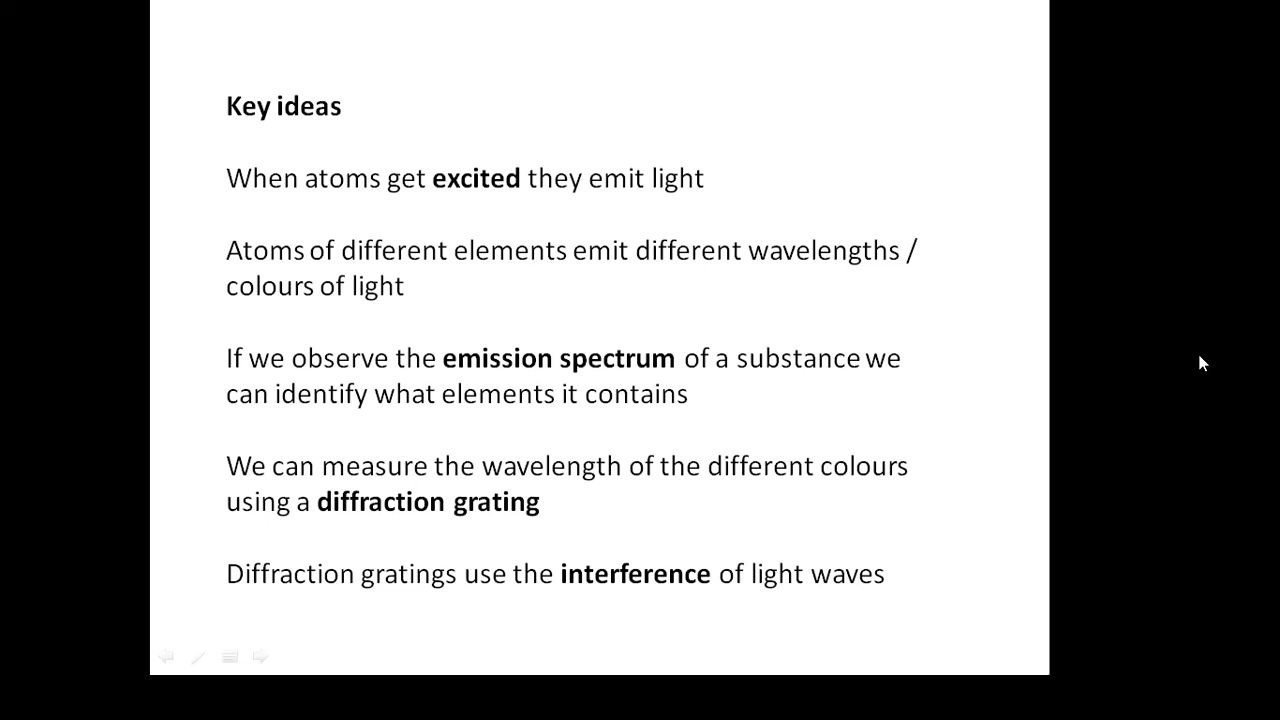 Key ideas
When atoms get excited they emit light
Atoms of different elements emit different wavelengths /
colours of light
If we observe the emission spectrum of a substance we
can identify what elements it contains
We can measure the wavelength of the different colours
using a diffraction grating
Diffraction gratings use the interference of light waves